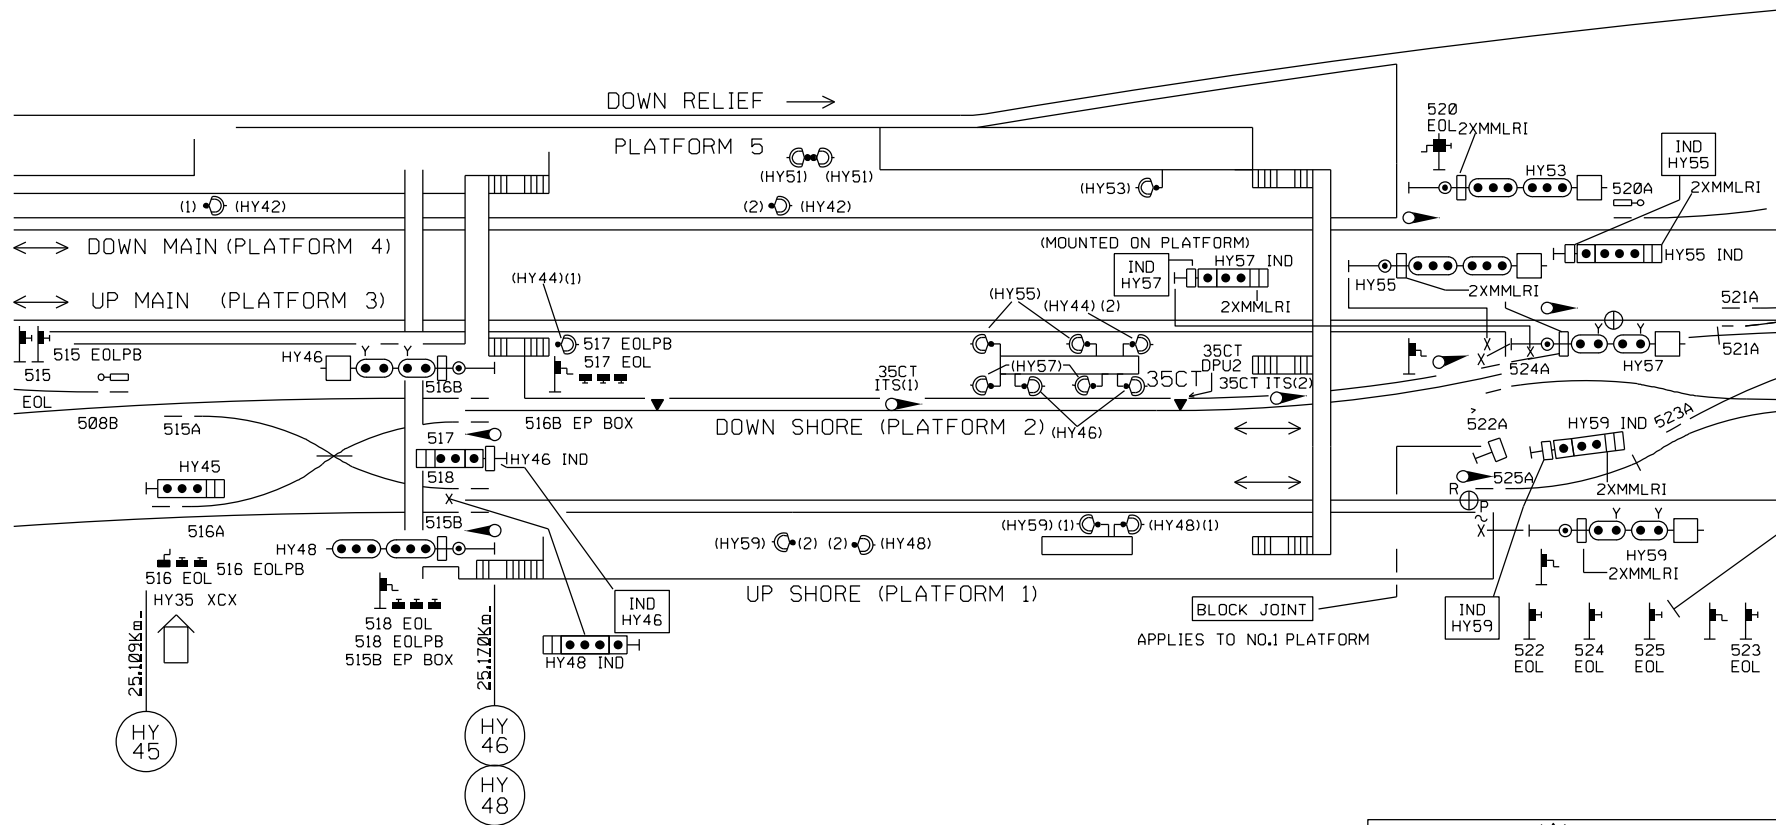 DOWN RELIEF
PLATFORM 5
(HY51) (HY51)
(HY53)
520
EOL
2XMMLRI
HY53
IND
HY55
520A
2XMMLRI
(1) (HY42)
(2) (HY42)
DOWN MAIN (PLATFORM 4)
(MOUNTED ON PLATFORM)
IND
HY57
HY57 IND
2XMMLRI
HY55
2XMMLRI
HY55 IND
UP MAIN (PLATFORM 3)
(HY44)(1)
(HY55)
(HY44) (2)
521A
521A
515 EOLPB
515
EOL
HY46
Y Y
516B
517 EOLPB
517 EOL
(HY57)
35CT
ITS(1)
35CT
35CT
DPU2
35CT ITS(2)
X
X
X
524A
Y Y
HY57
508B
515A
516B EP BOX
DOWN SHORE (PLATFORM 2)
(HY46)
522A
HY59 IND
523A
517
518
HY46 IND
HY45
X
525A
2XMMLRI
R
P
~
X
516A
515B
HY48
(HY59) (2) (2) (HY48)
(HY59) (1) (HY48)(1)
Y Y
HY59
2XMMLRI
516 EOL
516 EOLPB
HY35 XCX
UP SHORE (PLATFORM 1)
518 EOL
518 EOLPB
515B EP BOX
IND
HY46
HY48 IND
BLOCK JOINT
APPLIES TO NO.1 PLATFORM
IND
HY59
522
EOL
524
EOL
525
EOL
523
EOL
25.109Km
25.170Km
HY
45
HY
46
HY
48